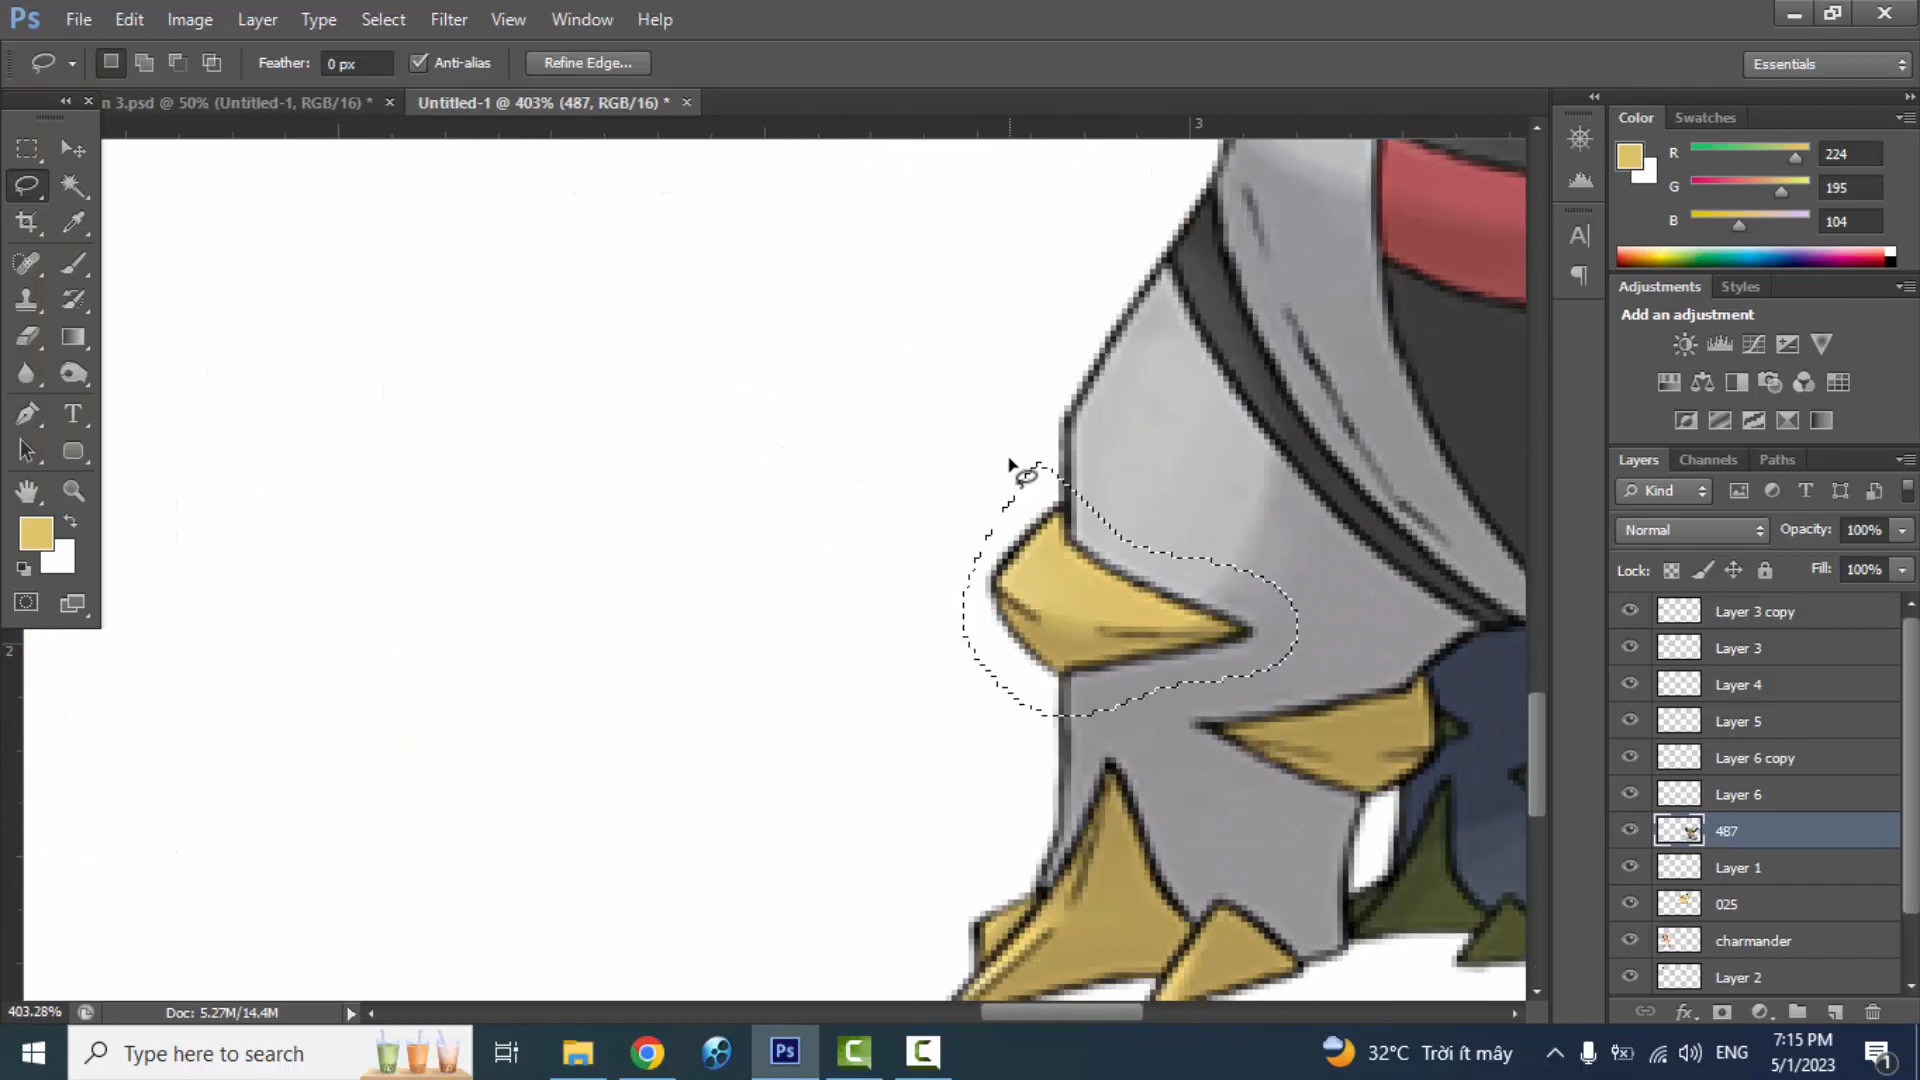 Ps File Edit Image Layer Type Select Filter View Window Help
Feather: 0 px Anti-alias Refine Edge... Essentials
n 3.psd @ 50% (Untitled-1, RGB/16) * × Untitled-1 @ 403% (487, RGB/16) * ×
3
2
Color Swatches
R 224
G 195
B 104
Adjustments Styles
Add an adjustment
Layers Channels Paths
Kind
Normal Opacity: 100%
Lock: Fill: 100%
Layer 3 copy
Layer 3
Layer 4
Layer 5
Layer 6 copy
Layer 6
487
Layer 1
025
charmander
Layer 2
403.28% Doc: 5.27M/14.4M
Type here to search
Ps
32°C Trời ít mây
ENG
7:15 PM
5/1/2023
1